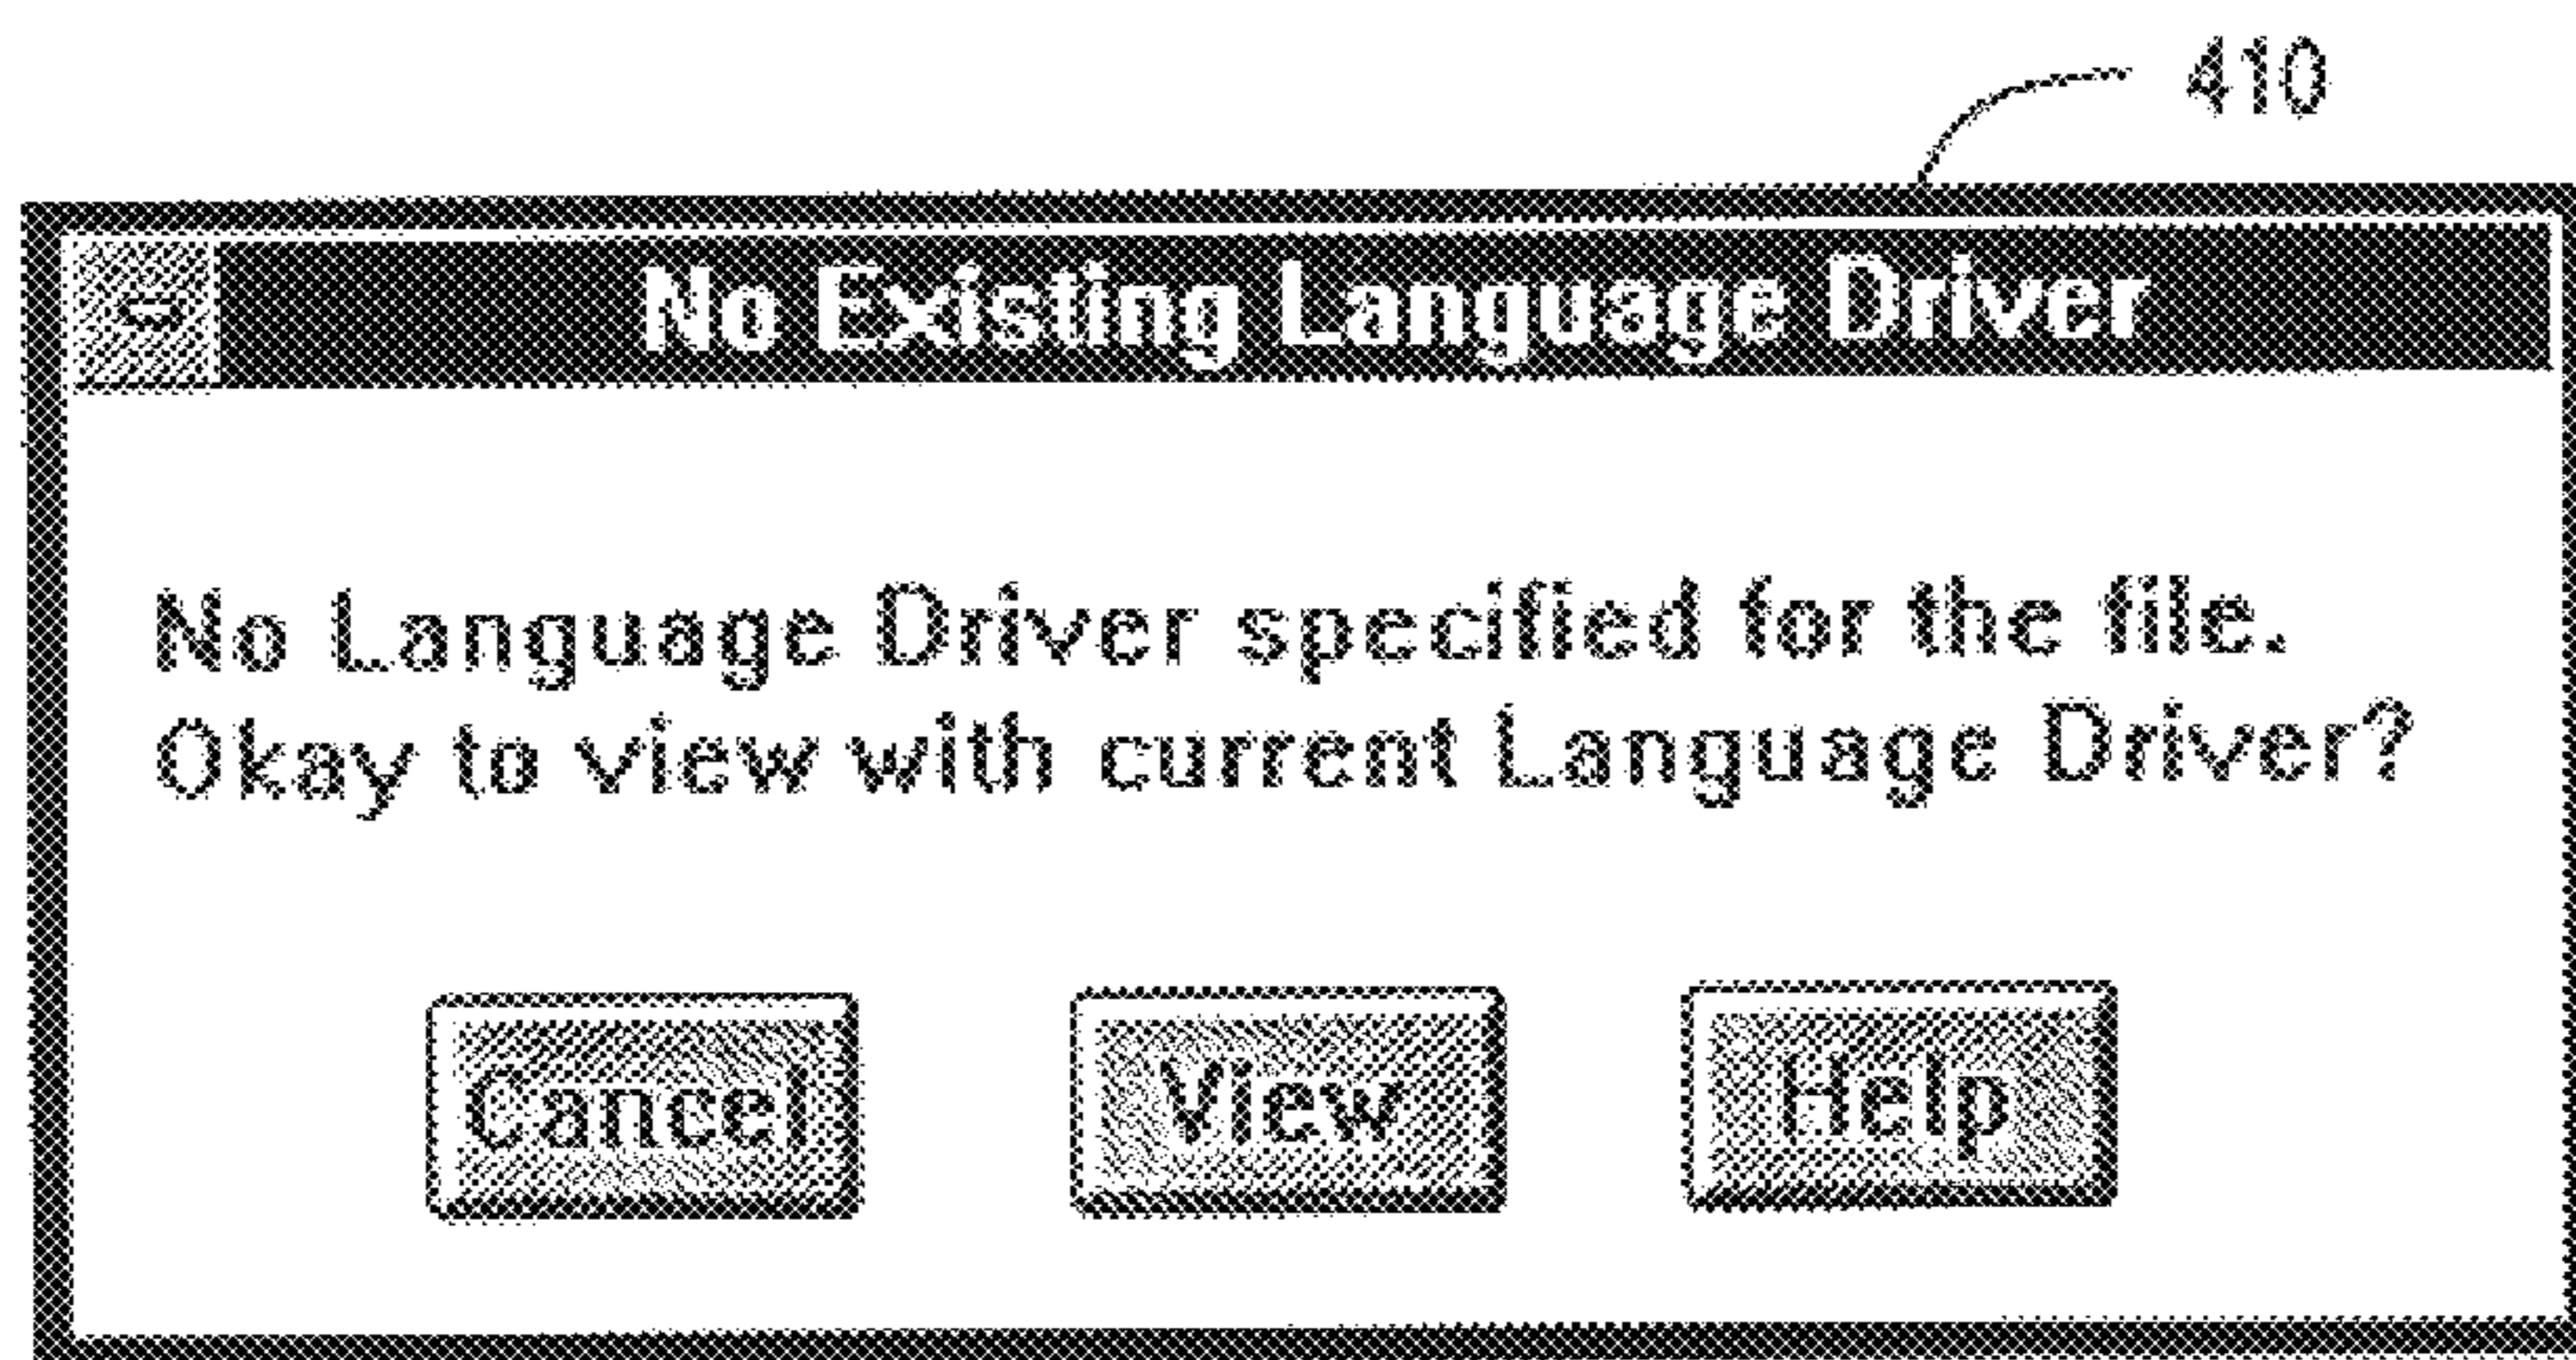 410
No Existing Language Driver
No Language Driver specified for the file.
Okay to view with current Language Driver?
Cancel View Help